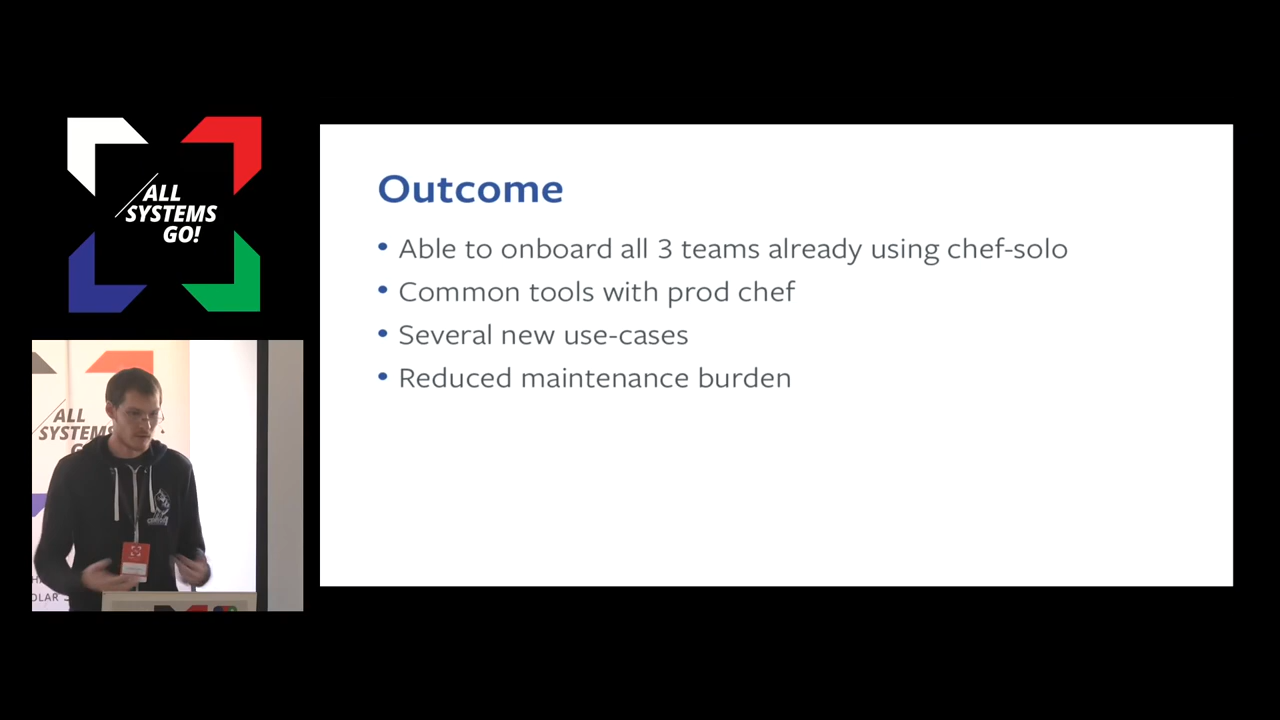 ALL
SYSTEMS
GO!
Outcome
• Able to onboard all 3 teams already using chef-solo
• Common tools with prod chef
• Several new use-cases
• Reduced maintenance burden
ALL
SYSTEMS
OLAR